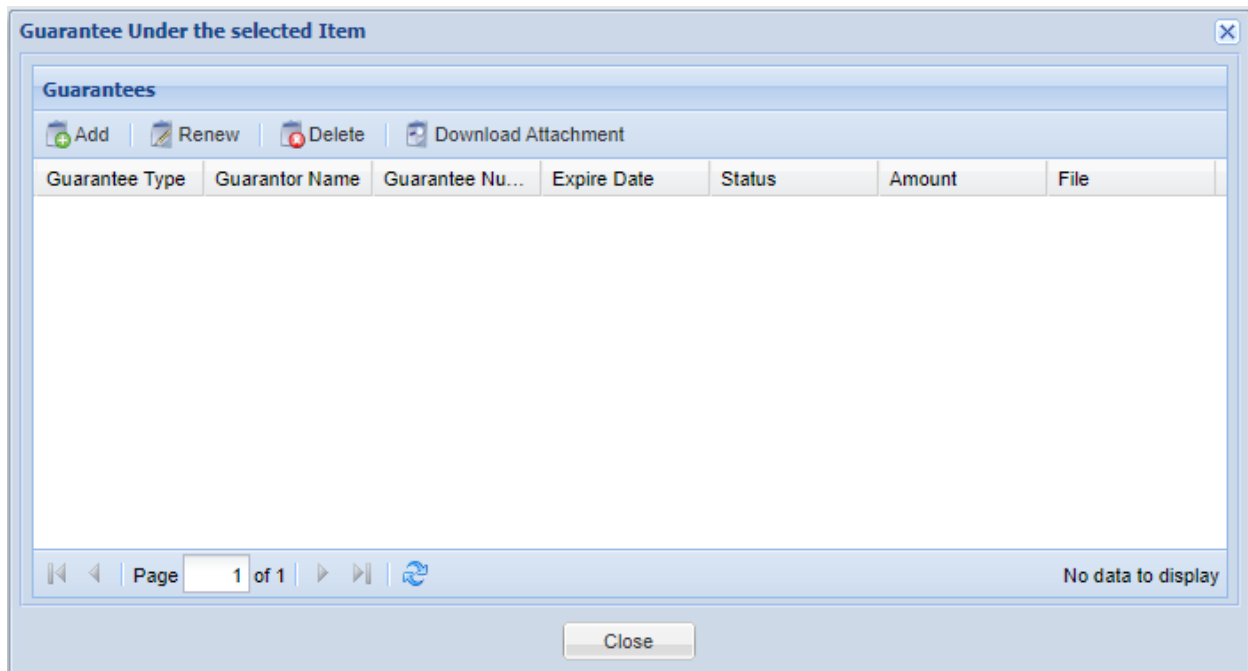 Guarantee Under the selected Item
Guarantees
Add Renew Delete Download Attachment
Guarantee Type Guarantor Name Guarantee Nu... Expire Date Status Amount File
Page 1 of 1 No data to display
Close